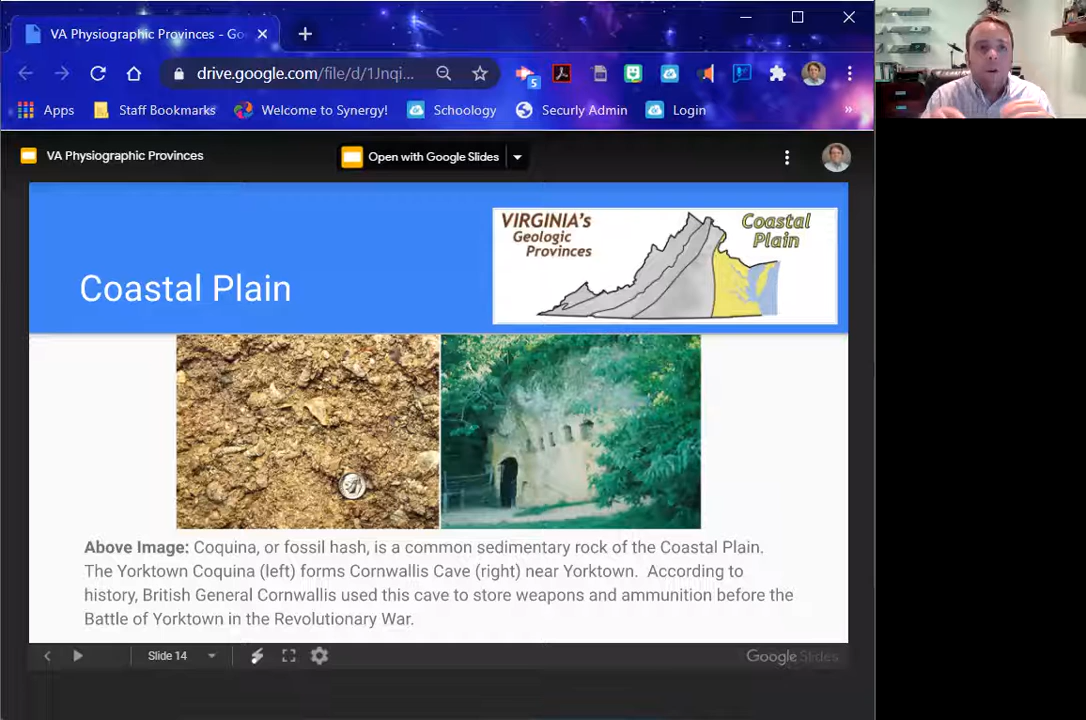 VA Physiographic Provinces - Go
drive.google.com/file/d/1Jnqi...
5
Apps
Staff Bookmarks
Welcome to Synergy!
Schoology
Securly Admin
Login
»
VA Physiographic Provinces
Open with Google Slides
Coastal Plain
VIRGINIA's
Geologic
Provinces
Coastal
Plain
Above Image: Coquina, or fossil hash, is a common sedimentary rock of the Coastal Plain.
The Yorktown Coquina (left) forms Cornwallis Cave (right) near Yorktown. According to
history, British General Cornwallis used this cave to store weapons and ammunition before the
Battle of Yorktown in the Revolutionary War.
Slide 14
Google Slides